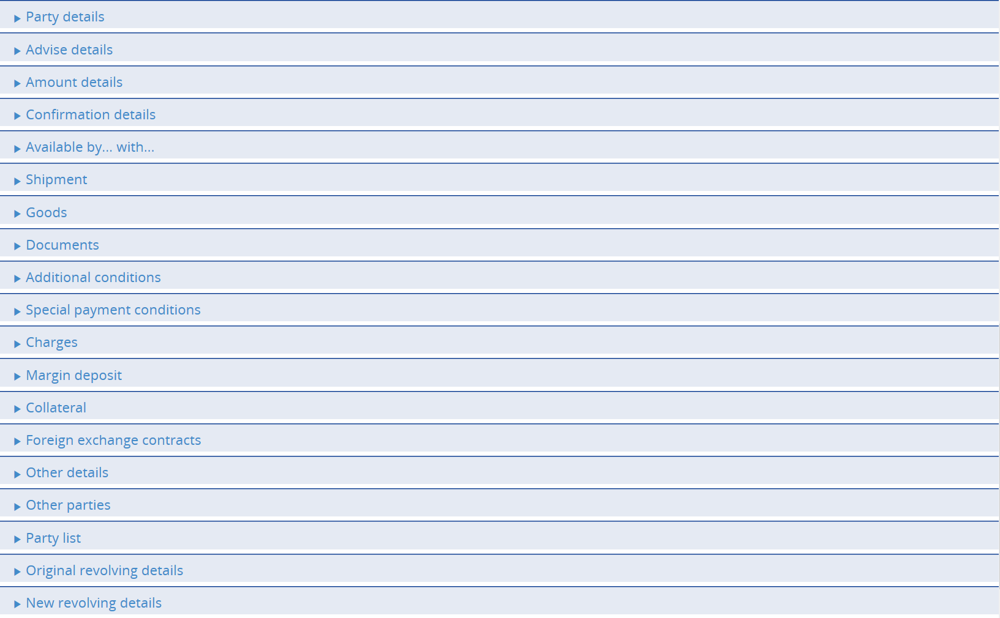 Party details
Advise details
Amount details
Confirmation details
Available by... with...
Shipment
Goods
Documents
Additional conditions
Special payment conditions
Charges
Margin deposit
Collateral
Foreign exchange contracts
Other details
Other parties
Party list
Original revolving details
New revolving details